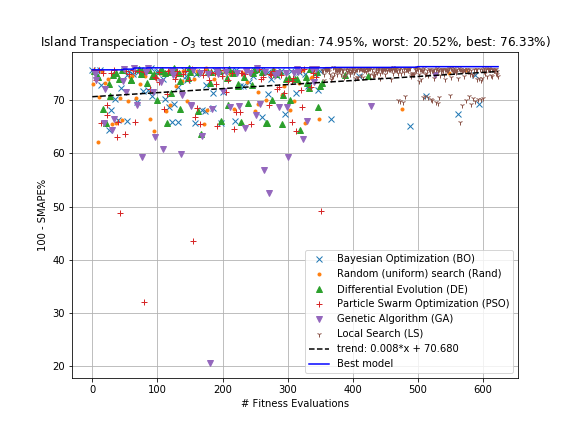 Island Transpeciation - O₃ test 2010 (median: 74.95%, worst: 20.52%, best: 76.33%)
100 - SMAPE%
70
60
50
40
30
20
Bayesian Optimization (BO)
Random (uniform) search (Rand)
Differential Evolution (DE)
Particle Swarm Optimization (PSO)
Genetic Algorithm (GA)
Local Search (LS)
trend: 0.008*x + 70.680
Best model
0 100 200 300 400 500 600
# Fitness Evaluations